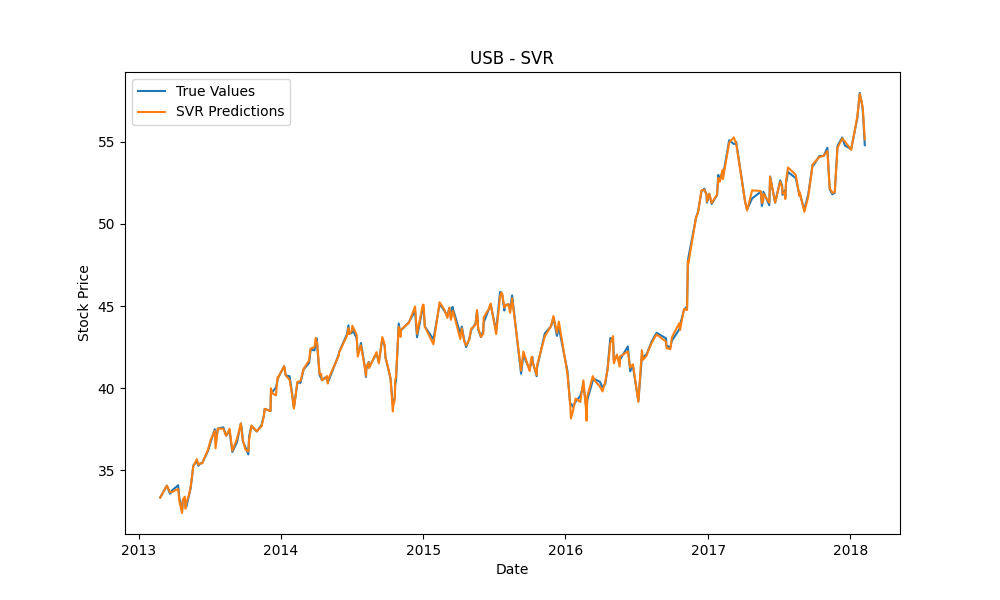 USB - SVR
True Values
SVR Predictions
55
50
45
40
35
Stock Price
2013 2014 2015 2016 2017 2018
Date